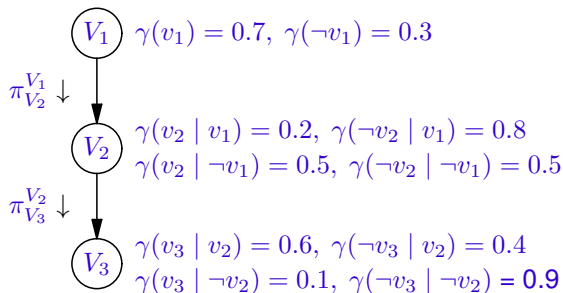 V₁ γ(v₁) = 0.7, γ(¬v₁) = 0.3
π_{V₂}^{V₁} ↓
V₂ γ(v₂ | v₁) = 0.2, γ(¬v₂ | v₁) = 0.8
γ(v₂ | ¬v₁) = 0.5, γ(¬v₂ | ¬v₁) = 0.5
π_{V₃}^{V₂} ↓
V₃ γ(v₃ | v₂) = 0.6, γ(¬v₃ | v₂) = 0.4
γ(v₃ | ¬v₂) = 0.1, γ(¬v₃ | ¬v₂) = 0.9